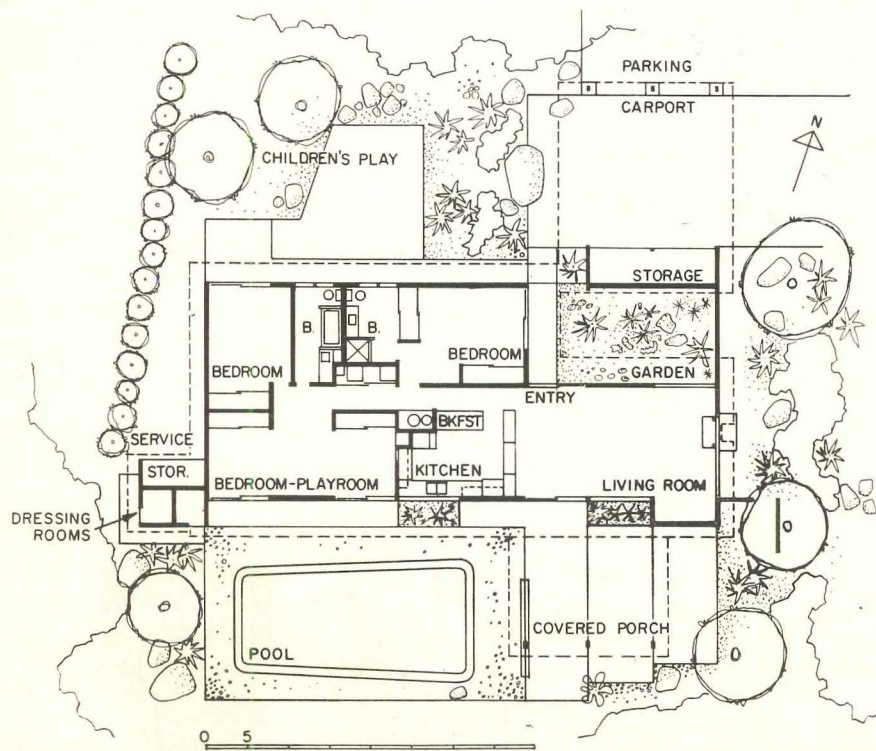 PARKING
CARPORT
N
CHILDREN'S PLAY
STORAGE
B.
B.
BEDROOM
BEDROOM
GARDEN
ENTRY
BKFST
SERVICE
STOR.
BEDROOM-PLAYROOM
KITCHEN
LIVING ROOM
DRESSING
ROOMS
COVERED PORCH
POOL
0 5